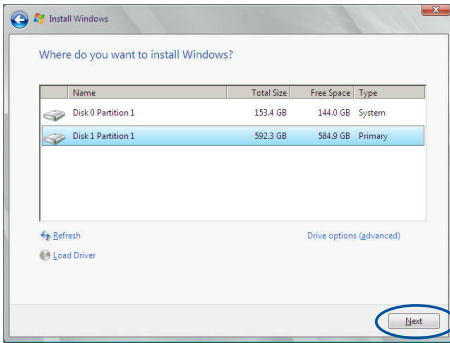 Install Windows
Where do you want to install Windows?
Name Total Size Free Space Type
Disk 0 Partition 1 153.4 GB 144.0 GB System
Disk 1 Partition 1 592.3 GB 584.9 GB Primary
Refresh Drive options (advanced)
Load Driver
Next